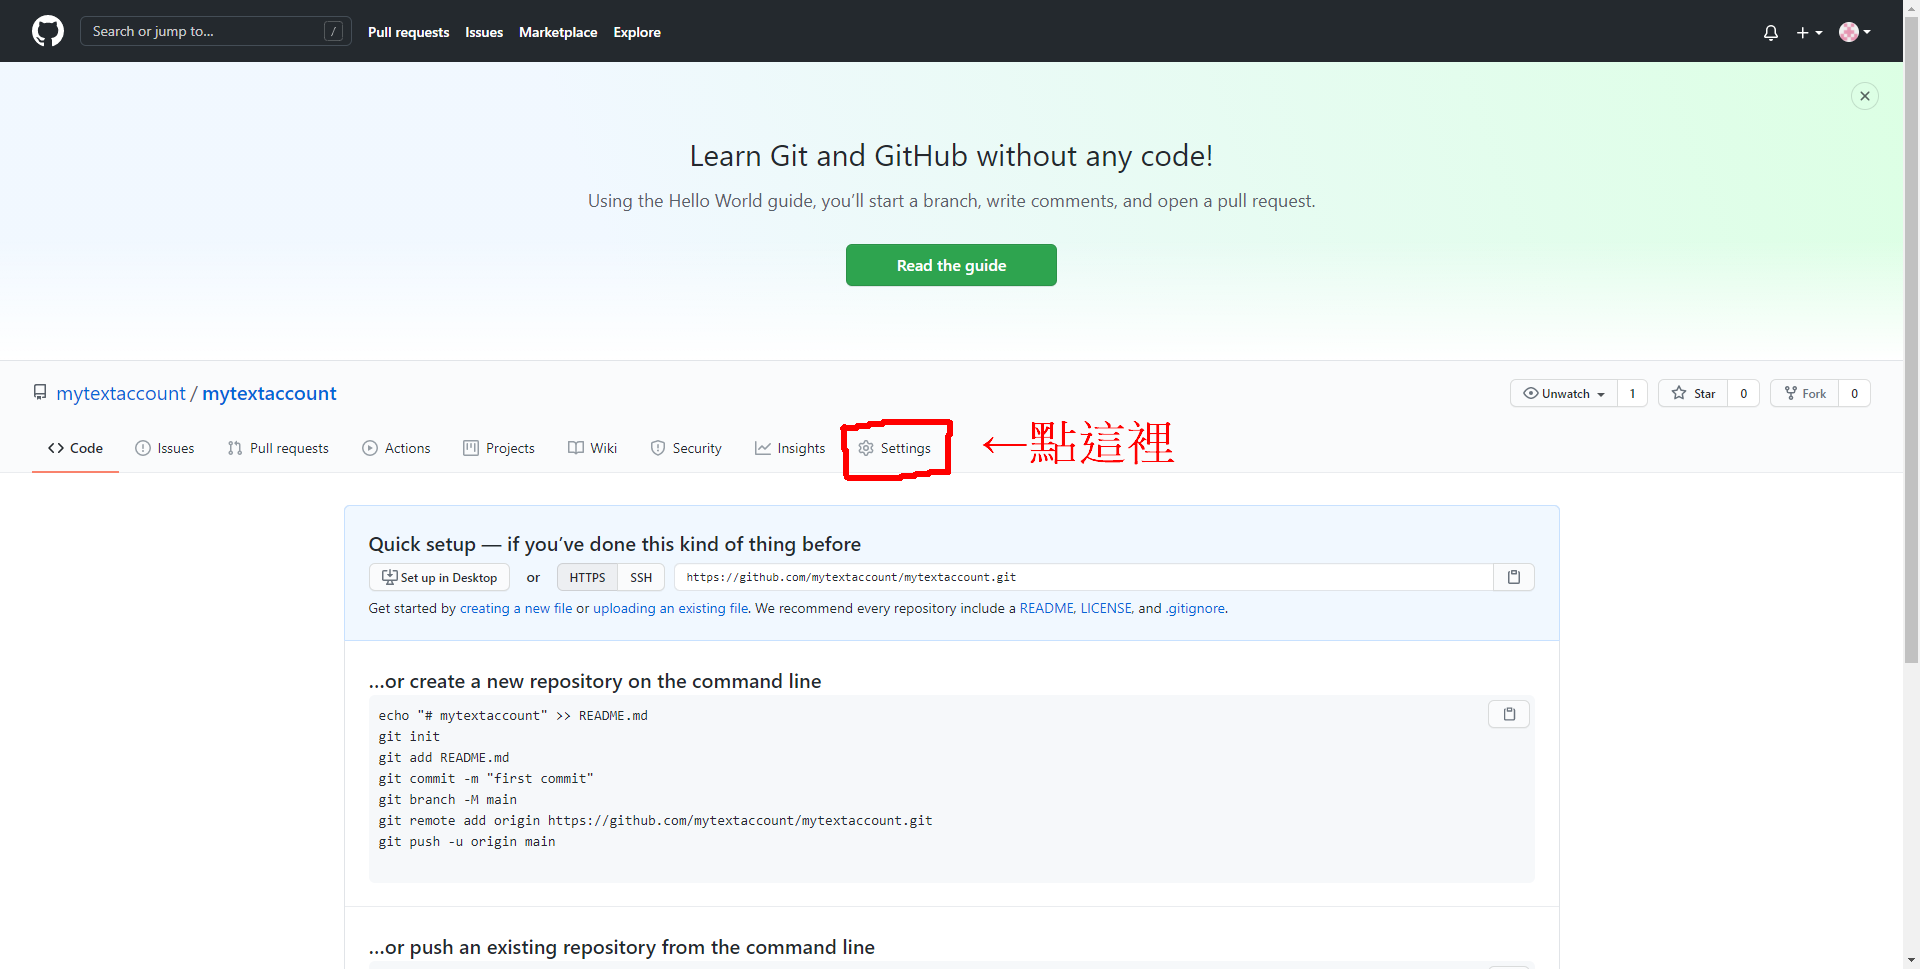 Search or jump to... /
Pull requests Issues Marketplace Explore
Learn Git and GitHub without any code!
Using the Hello World guide, you’ll start a branch, write comments, and open a pull request.
Read the guide
mytextaccount / mytextaccount
Unwatch 1 Star 0 Fork 0
Code Issues Pull requests Actions Projects Wiki Security Insights Settings ←點這裡
Quick setup — if you’ve done this kind of thing before
Set up in Desktop or HTTPS SSH https://github.com/mytextaccount/mytextaccount.git
Get started by creating a new file or uploading an existing file. We recommend every repository include a README, LICENSE, and .gitignore.
…or create a new repository on the command line
echo "# mytextaccount" >> README.md
git init
git add README.md
git commit -m "first commit"
git branch -M main
git remote add origin https://github.com/mytextaccount/mytextaccount.git
git push -u origin main
…or push an existing repository from the command line